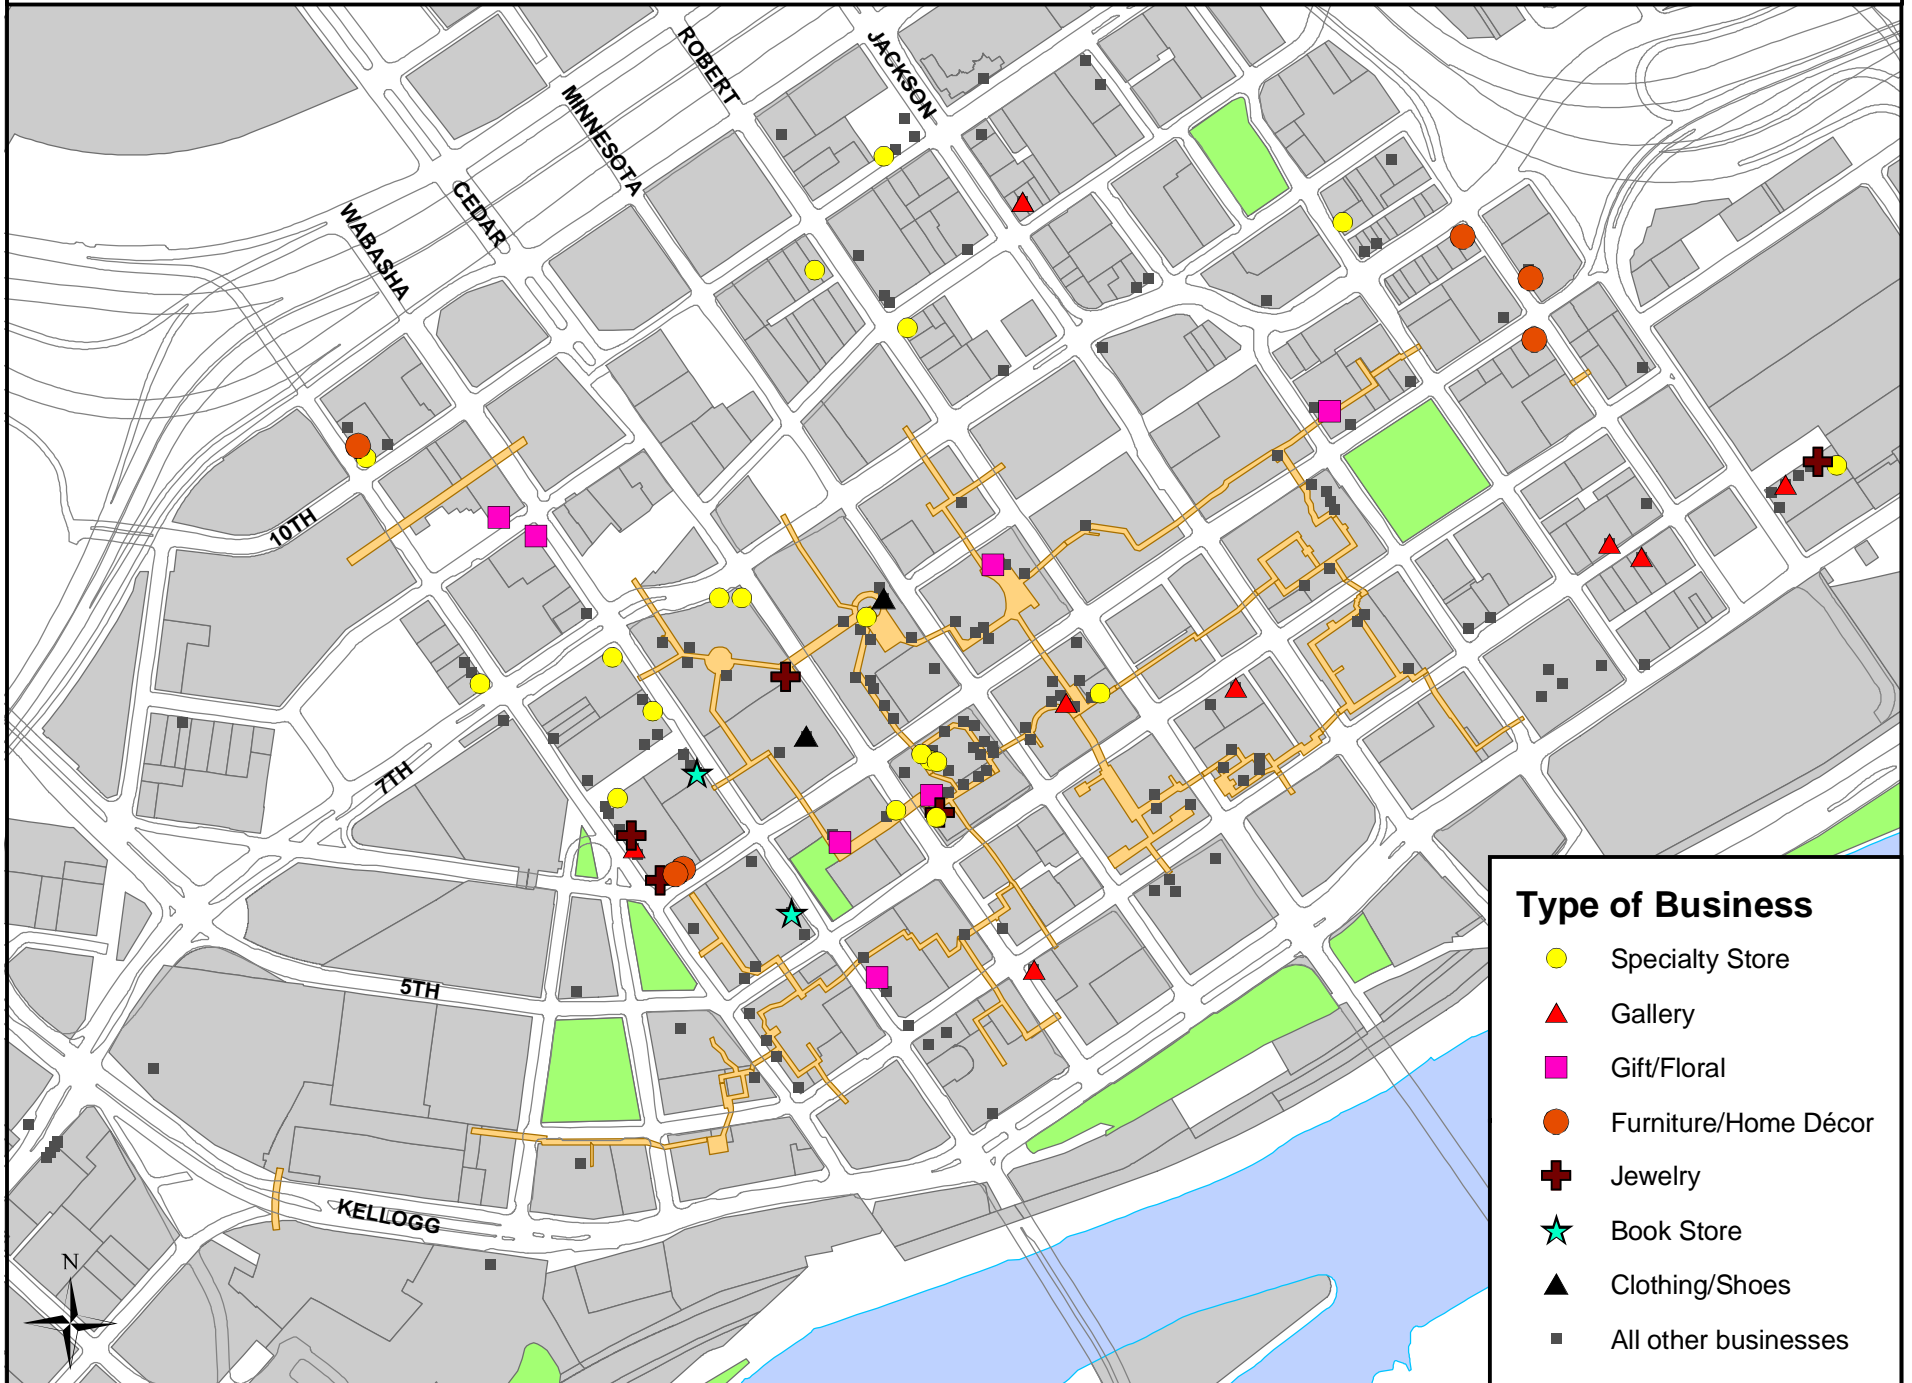 JACKSON
ROBERT
MINNESOTA
CEDAR
WABASHA
10TH
7TH
5TH
KELLOGG
N
Type of Business
Specialty Store
Gallery
Gift/Floral
Furniture/Home Décor
Jewelry
Book Store
Clothing/Shoes
All other businesses